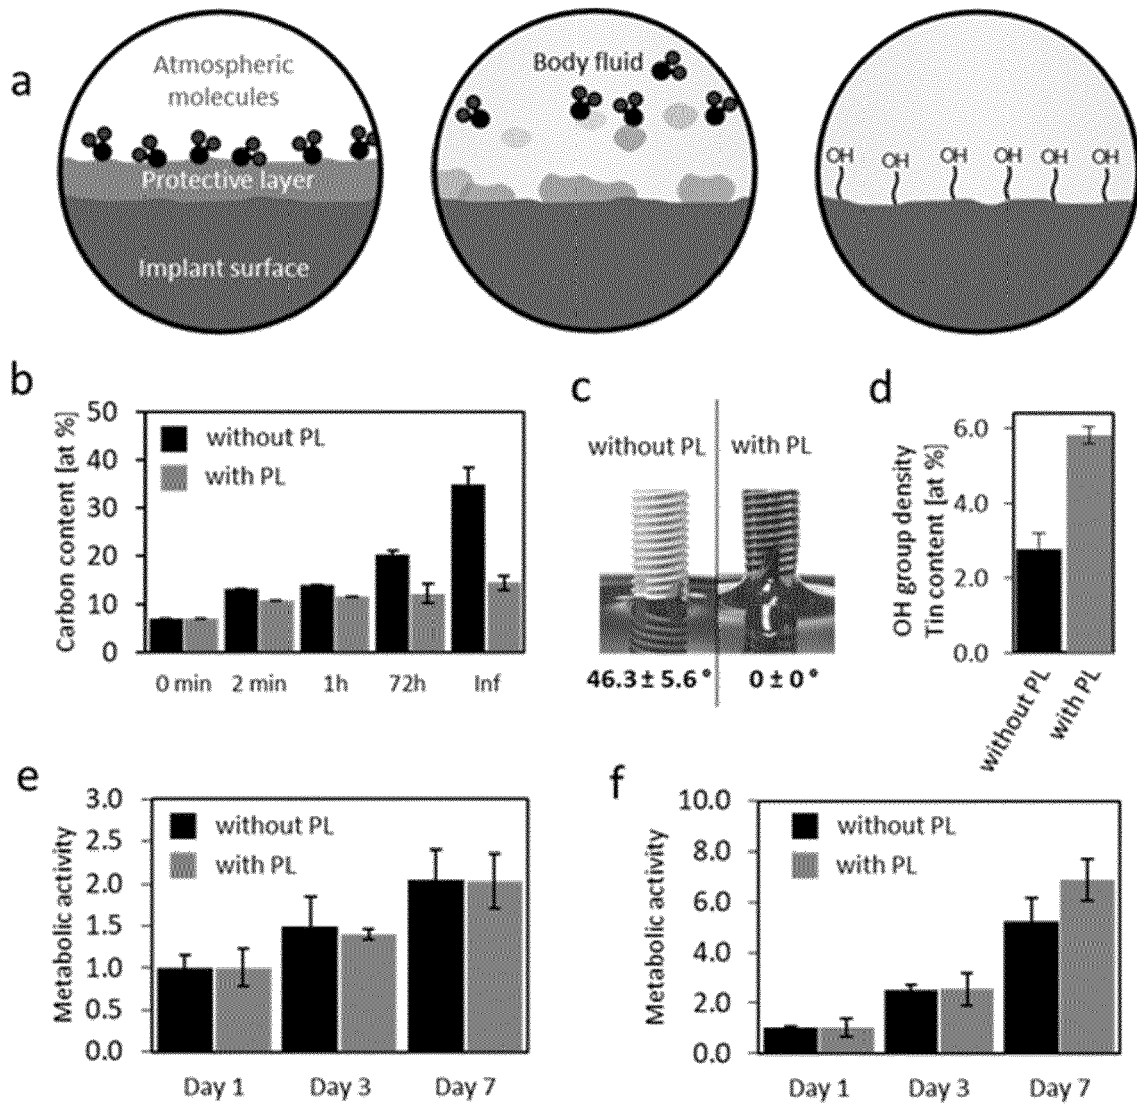 a
Atmospheric
molecules
Protective layer
Implant surface
Body fluid
OH OH OH OH OH OH
b
Carbon content [at %]
50
40
30
20
10
0
without PL
with PL
0 min 2 min 1h 72h Inf
c
without PL with PL
46.3 ± 5.6 ° 0 ± 0 °
d
OH group density
Tin content [at %]
6.0
4.0
2.0
0.0
without PL
with PL
e
Metabolic activity
3.0
2.5
2.0
1.5
1.0
0.5
0.0
without PL
with PL
Day 1 Day 3 Day 7
f
Metabolic activity
10.0
8.0
6.0
4.0
2.0
0.0
without PL
with PL
Day 1 Day 3 Day 7